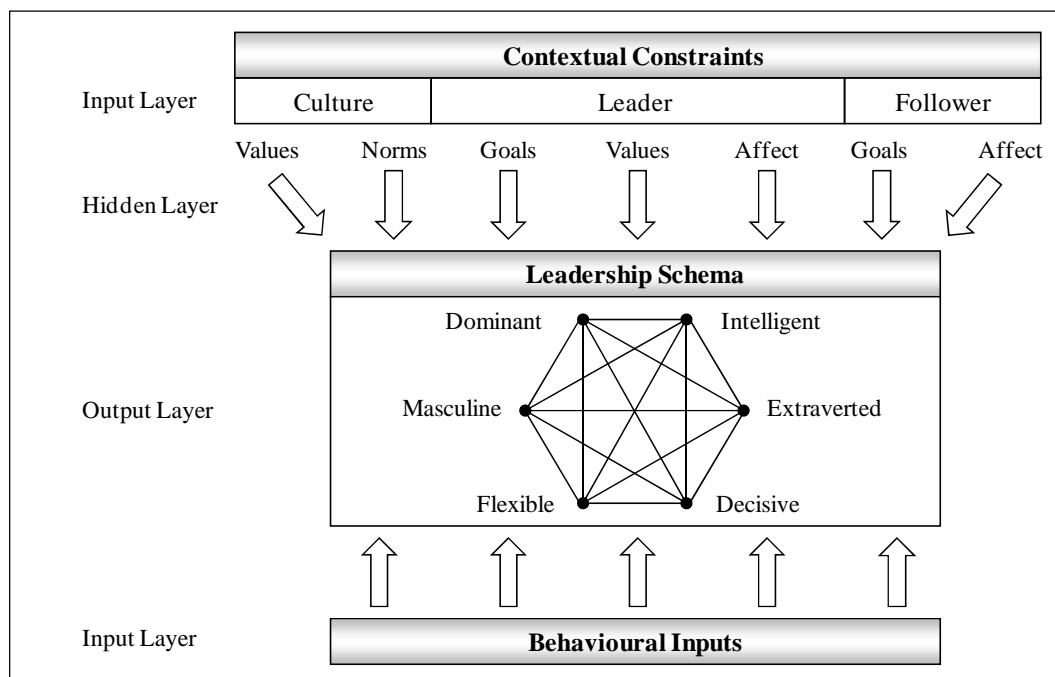 Contextual Constraints
Input Layer
Culture Leader Follower
Values Norms Goals Values Affect Goals Affect
Hidden Layer
Leadership Schema
Dominant Intelligent
Output Layer Masculine Extraverted
Flexible Decisive
Input Layer Behavioural Inputs